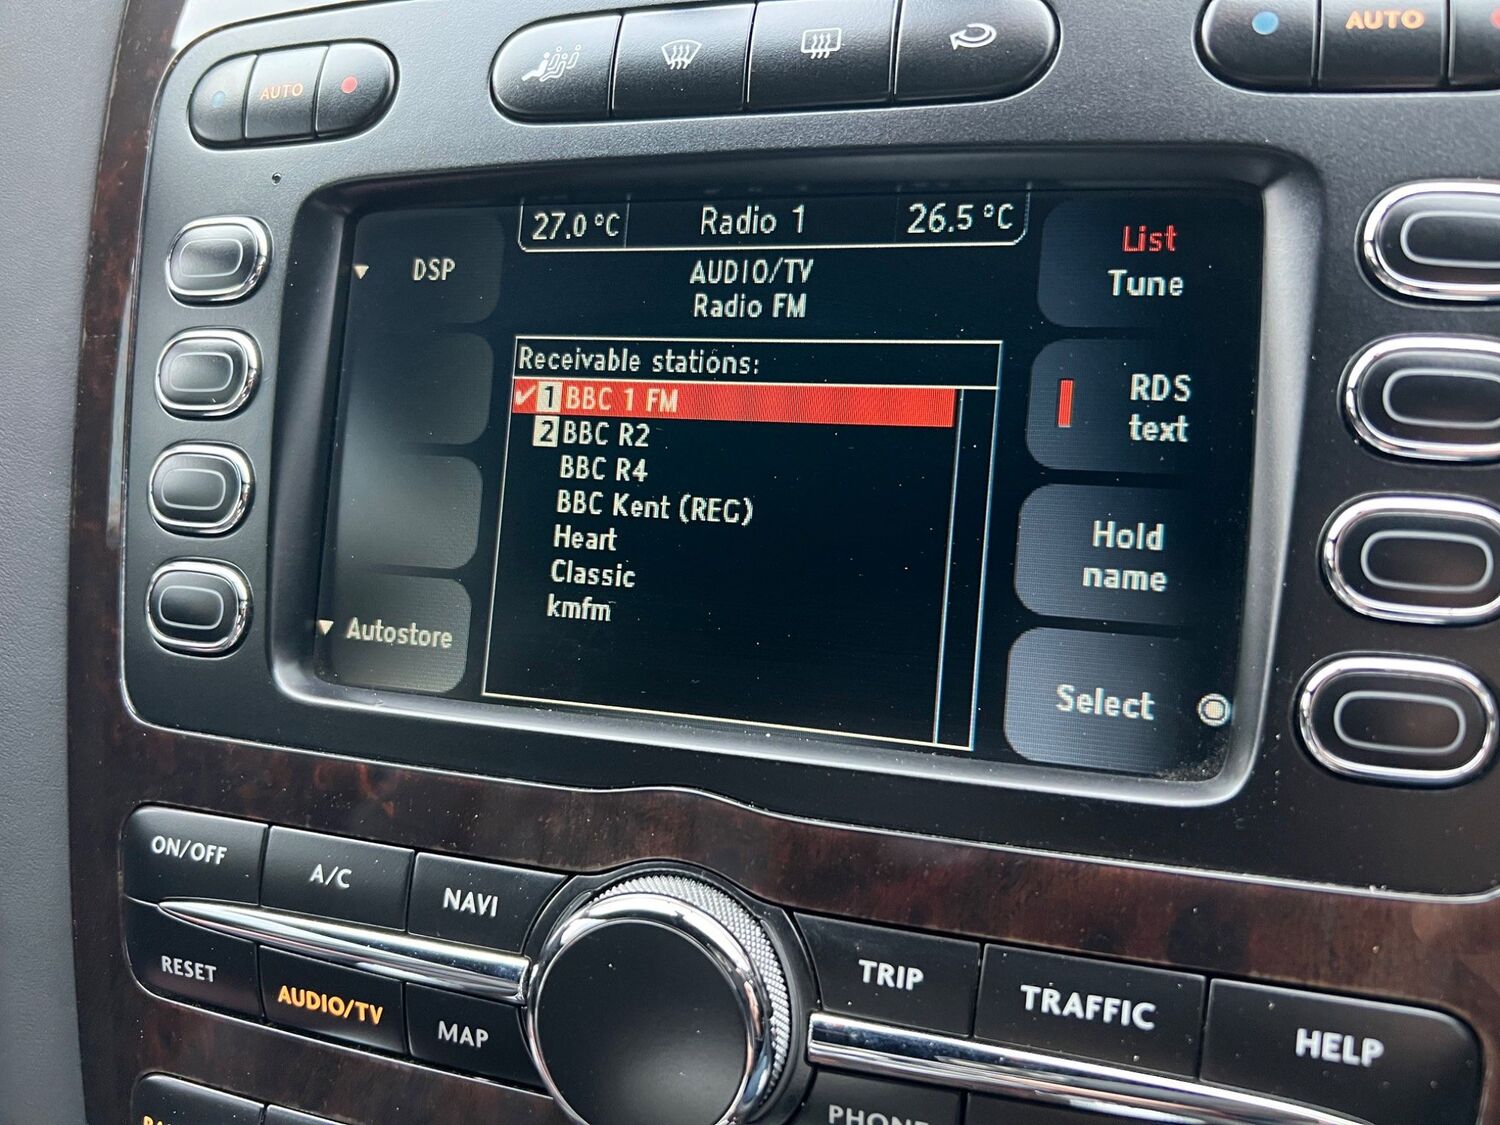 AUTO
AUTO
27.0 °C
Radio 1
26.5 °C
DSP
AUDIO/TV
Radio FM
List
Tune
Receivable stations:
✓ 1 BBC 1 FM
2 BBC R2
BBC R4
BBC Kent (REG)
Heart
Classic
kmfm
RDS
text
Hold
name
Autostore
Select
ON/OFF
A/C
NAVI
RESET
AUDIO/TV
MAP
TRIP
TRAFFIC
HELP
PHONE